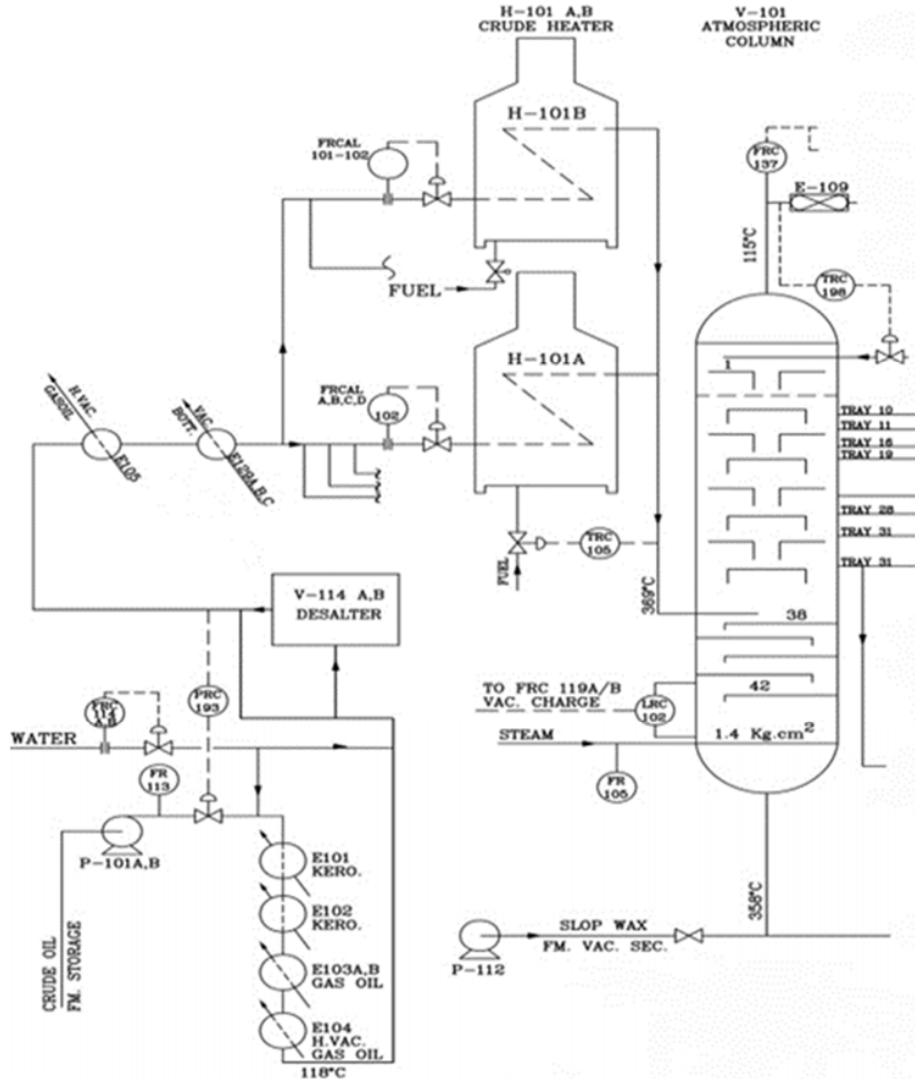 H-101 A,B
CRUDE HEATER
V-101
ATMOSPHERIC
COLUMN
H-101B
FRCAL
101-102
FRC
137
E-109
115°C
FUEL
TRC
198
H-101A
1
H.VAC.
GASOIL
E105
VAC.
BOTT.
E129A,B,C
FRCAL
A,B,C,D
102
TRAY 10
TRAY 11
TRAY 16
TRAY 19
TRAY 28
TRAY 31
TRAY 31
TRC
105
FUEL
369°C
V-114 A,B
DESALTER
38
42
PRC
193
TO FRC 119A/B
VAC. CHARGE
LRC
102
FRC
114
A,B
WATER
STEAM
1.4 Kg.cm2
FR
113
FR
105
P-101A,B
E101
KERO.
E102
KERO.
E103A,B
GAS OIL
E104
H.VAC.
GAS OIL
118°C
CRUDE OIL
FM. STORAGE
358°C
SLOP WAX
FM. VAC. SEC.
P-112